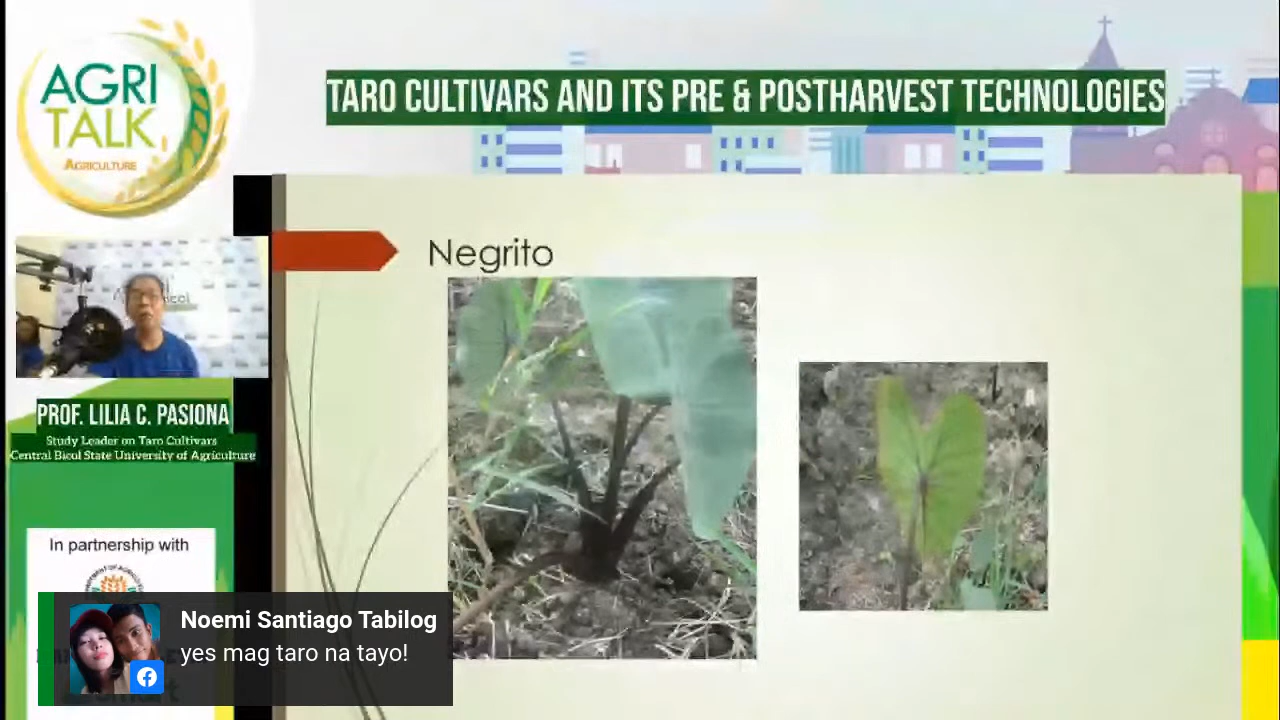 AGRI
TALK
AGRICULTURE
TARO CULTIVARS AND ITS PRE & POSTHARVEST TECHNOLOGIES
Negrito
PROF. LILIA C. PASIONA
Study Leader on Taro Cultivars
Central Bicol State University of Agriculture
In partnership with
Noemi Santiago Tabilog
yes mag taro na tayo!